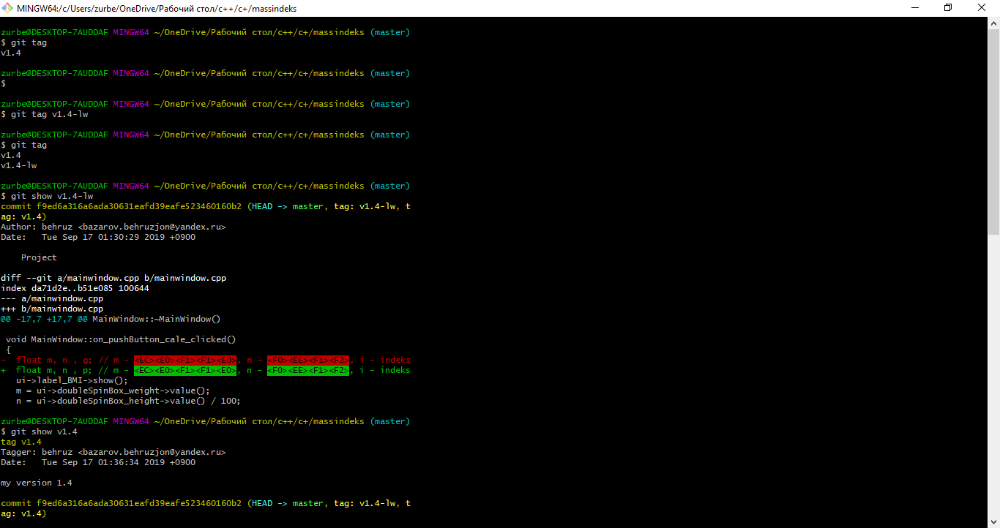 MINGW64:/c/Users/zurbe/OneDrive/Рабочий стол/c++/c+/massindeks
zurbe@DESKTOP-7AUDDAF MINGW64 ~/OneDrive/Рабочий стол/c++/c+/massindeks (master)
$ git tag
v1.4
zurbe@DESKTOP-7AUDDAF MINGW64 ~/OneDrive/Рабочий стол/c++/c+/massindeks (master)
$
zurbe@DESKTOP-7AUDDAF MINGW64 ~/OneDrive/Рабочий стол/c++/c+/massindeks (master)
$ git tag v1.4-lw
zurbe@DESKTOP-7AUDDAF MINGW64 ~/OneDrive/Рабочий стол/c++/c+/massindeks (master)
$ git tag
v1.4
v1.4-lw
zurbe@DESKTOP-7AUDDAF MINGW64 ~/OneDrive/Рабочий стол/c++/c+/massindeks (master)
$ git show v1.4-lw
commit f9ed6a316a6ada30631eafd39eafe523460160b2 (HEAD -> master, tag: v1.4-lw, t
ag: v1.4)
Author: behruz <bazarov.behruzjon@yandex.ru>
Date:   Tue Sep 17 01:30:29 2019 +0900
Project
diff --git a/mainwindow.cpp b/mainwindow.cpp
index da71d2e..b51e085 100644
--- a/mainwindow.cpp
+++ b/mainwindow.cpp
@@ -17,7 +17,7 @@ MainWindow::~MainWindow()
void MainWindow::on_pushButton_cale_clicked()
{
-  float m, n , g; // m - <EC><E0><F1><F1><E0>, n - <F0><EE><F1><F2>, i - indeks
+  float m, n , p; // m - <EC><E0><F1><F1><E0>, n - <F0><EE><F1><F2>, i - indeks
ui->label_BMI->show();
m = ui->doubleSpinBox_weight->value();
n = ui->doubleSpinBox_height->value() / 100;
zurbe@DESKTOP-7AUDDAF MINGW64 ~/OneDrive/Рабочий стол/c++/c+/massindeks (master)
$ git show v1.4
tag v1.4
Tagger: behruz <bazarov.behruzjon@yandex.ru>
Date:   Tue Sep 17 01:36:34 2019 +0900
my version 1.4
commit f9ed6a316a6ada30631eafd39eafe523460160b2 (HEAD -> master, tag: v1.4-lw, t
ag: v1.4)